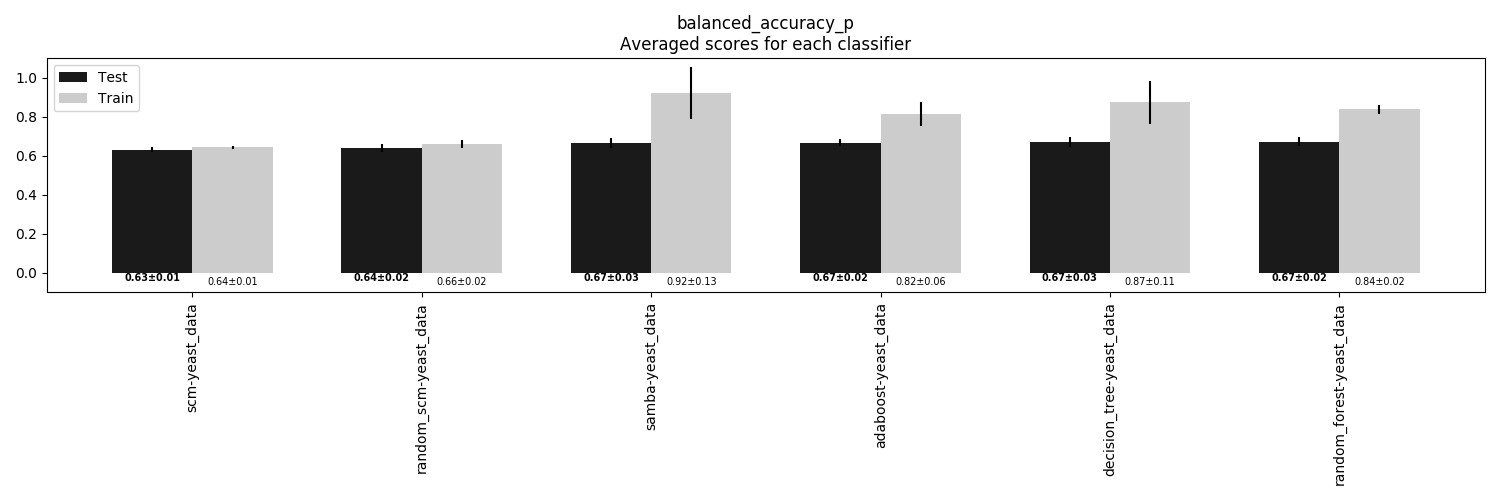 balanced_accuracy_p
Averaged scores for each classifier
Test
Train
1.0
0.8
0.6
0.4
0.2
0.0
0.63±0.01
0.64±0.01
0.64±0.02
0.66±0.02
0.67±0.03
0.92±0.13
0.67±0.02
0.82±0.06
0.67±0.03
0.87±0.11
0.67±0.02
0.84±0.02
scm-yeast_data
random_scm-yeast_data
samba-yeast_data
adaboost-yeast_data
decision_tree-yeast_data
random_forest-yeast_data